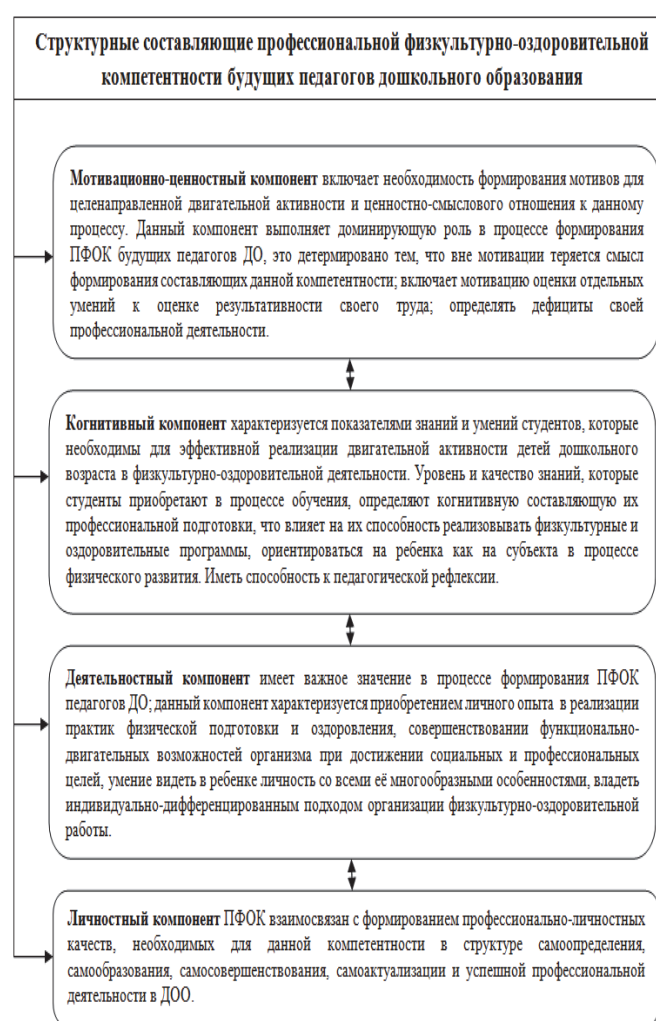 Структурные составляющие профессиональной физкультурно-оздоровительной
компетентности будущих педагогов дошкольного образования
Мотивационно-ценностный компонент включает необходимость формирования мотивов для
целенаправленной двигательной активности и ценностно-смыслового отношения к данному
процессу. Данный компонент выполняет доминирующую роль в процессе формирования
ПФОК будущих педагогов ДО, это детермировано тем, что вне мотивации теряется смысл
формирования составляющих данной компетентности; включает мотивацию оценки отдельных
умений к оценке результативности своего труда; определять дефициты своей
профессиональной деятельности.
Когнитивный компонент характеризуется показателями знаний и умений студентов, которые
необходимы для эффективной реализации двигательной активности детей дошкольного
возраста в физкультурно-оздоровительной деятельности. Уровень и качество знаний, которые
студенты приобретают в процессе обучения, определяют когнитивную составляющую их
профессиональной подготовки, что влияет на их способность реализовывать физкультурные и
оздоровительные программы, ориентироваться на ребенка как на субъекта в процессе
физического развития. Иметь способность к педагогической рефлексии.
Деятельностный компонент имеет важное значение в процессе формирования ПФОК
педагогов ДО; данный компонент характеризуется приобретением личного опыта в реализации
практик физической подготовки и оздоровления, совершенствовании функционально-
двигательных возможностей организма при достижении социальных и профессиональных
целей, умение видеть в ребенке личность со всеми её многообразными особенностями, владеть
индивидуально-дифференцированным подходом организации физкультурно-оздоровительной
работы.
Личностный компонент ПФОК взаимосвязан с формированием профессионально-личностных
качеств, необходимых для данной компетентности в структуре самоопределения,
самообразования, самосовершенствования, самоактуализации и успешной профессиональной
деятельности в ДОО.